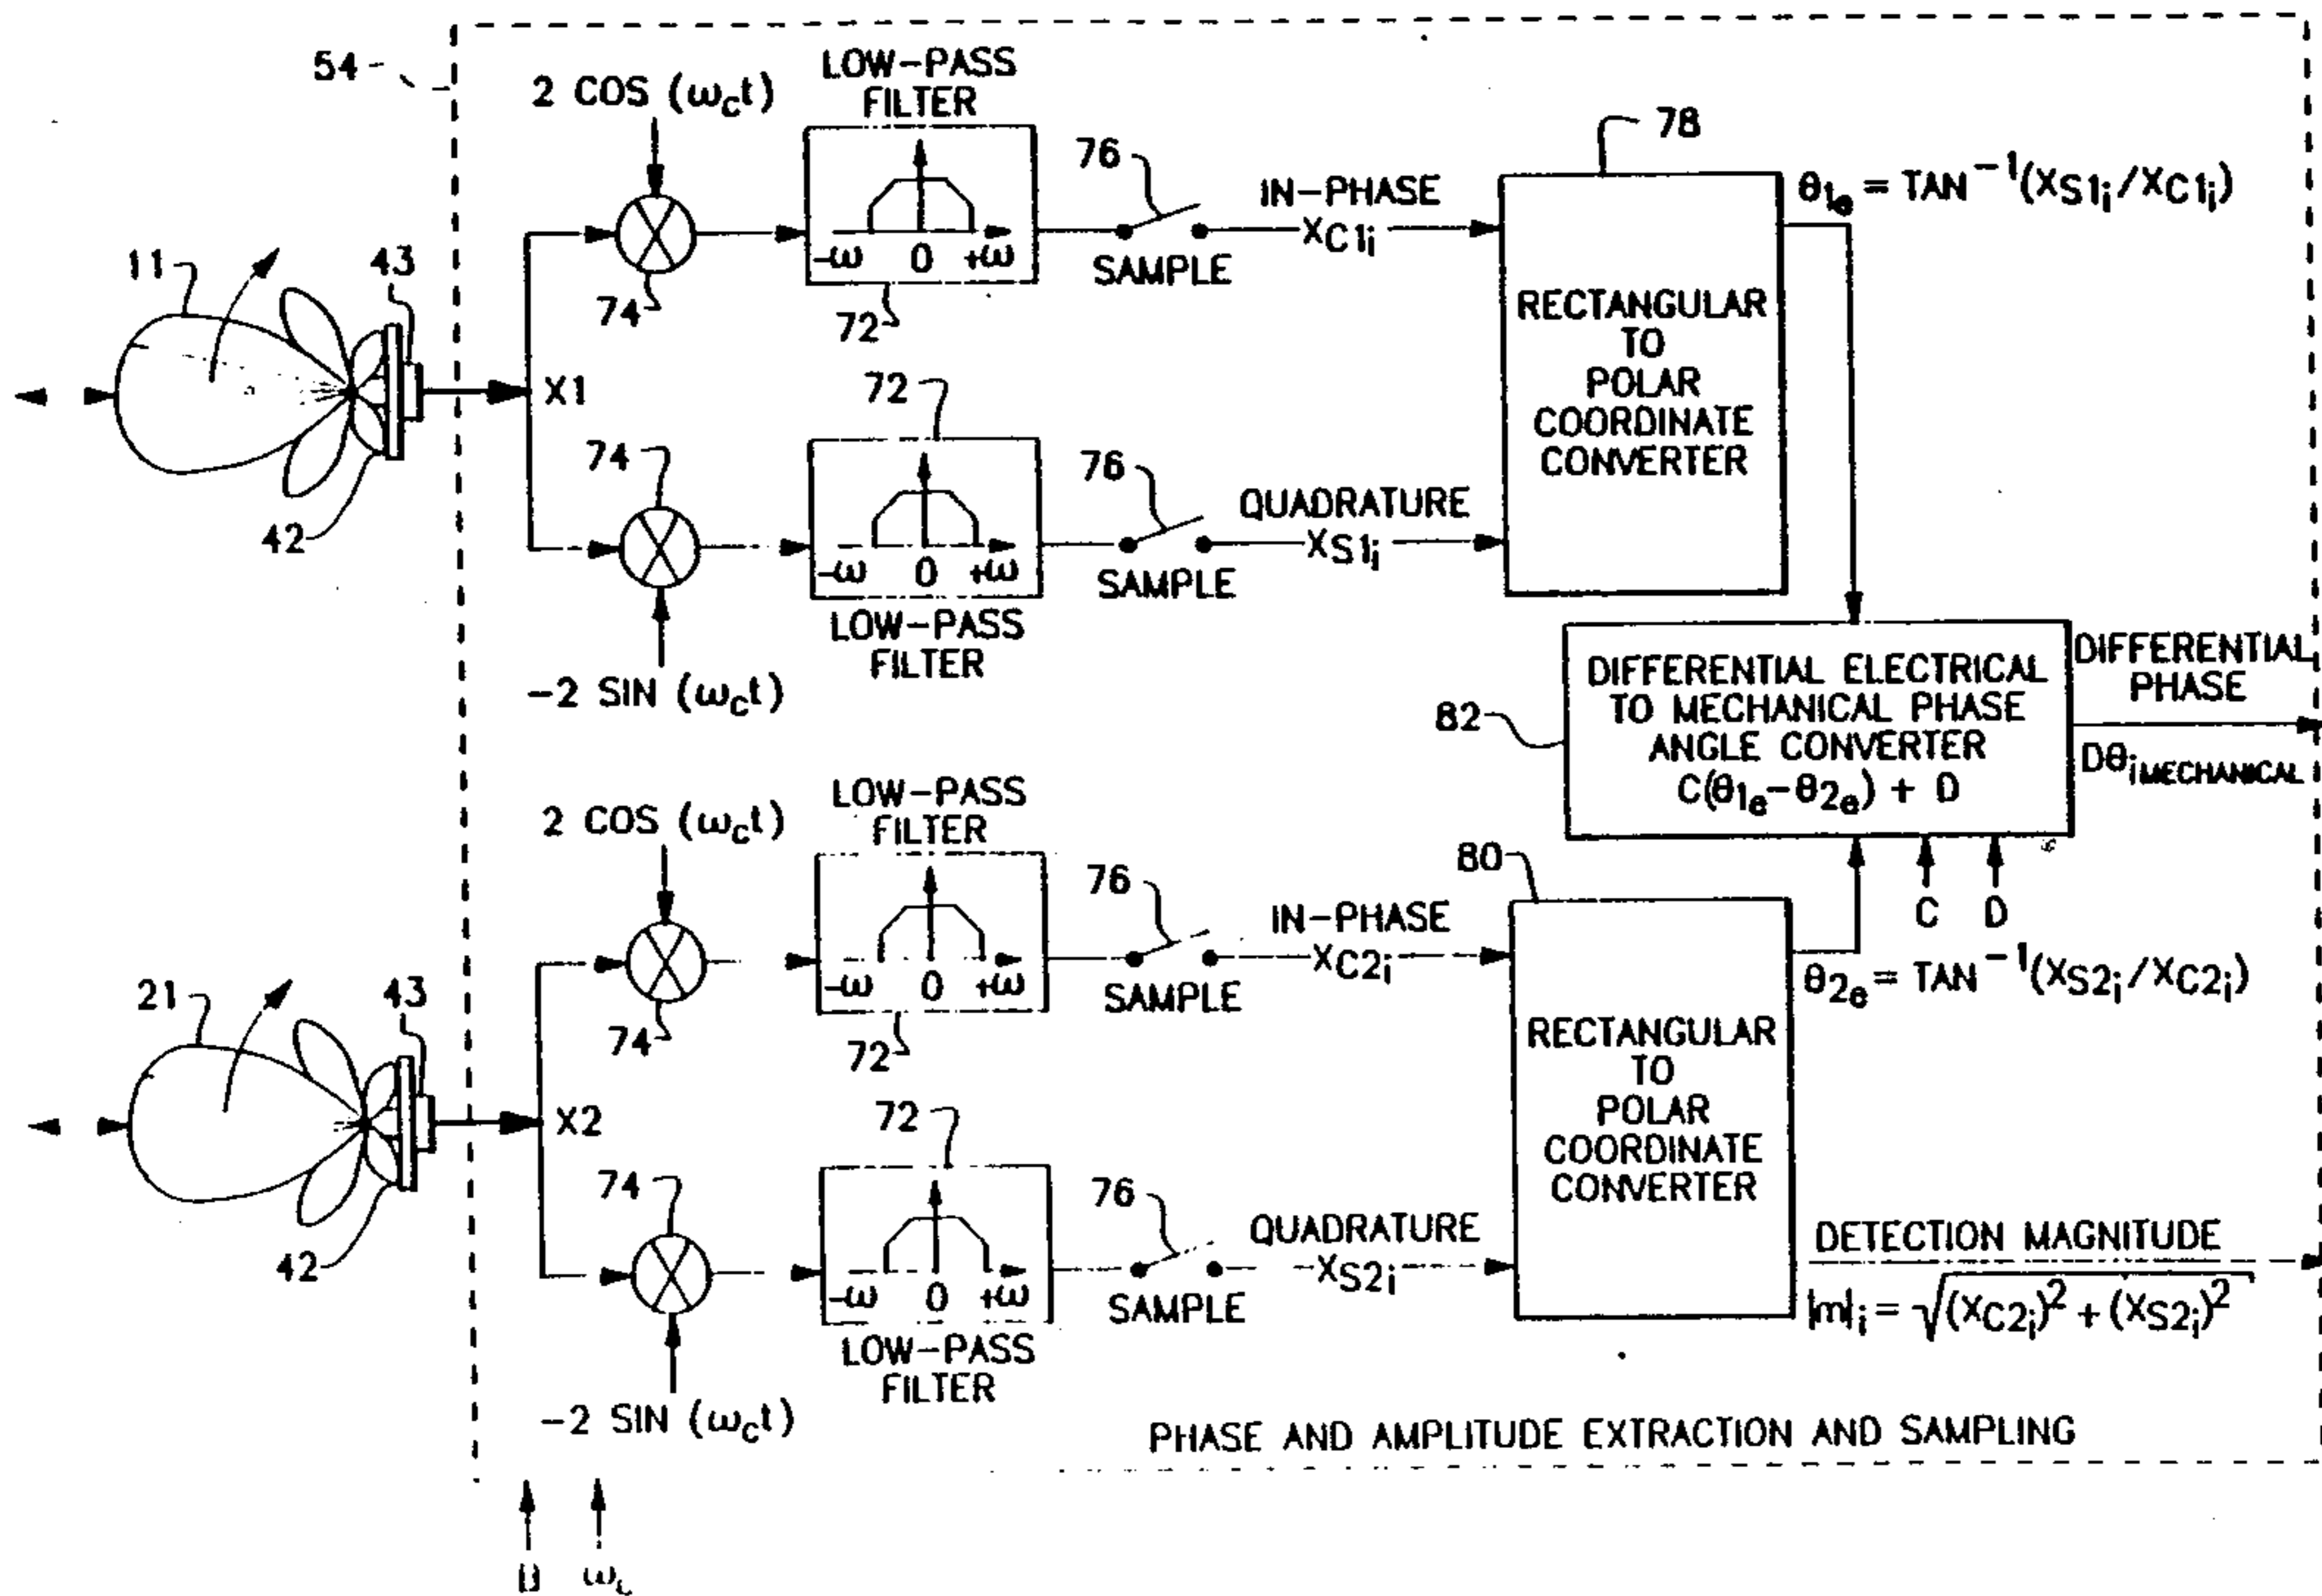 54
2 COS (ωct)
LOW-PASS
FILTER
-ω 0 +ω
72
74
76
SAMPLE
IN-PHASE
XC1i
78
θ1e = TAN⁻¹(XS1i/XC1i)
RECTANGULAR
TO
POLAR
COORDINATE
CONVERTER
11
43
42
X1
74
-2 SIN (ωct)
72
-ω 0 +ω
LOW-PASS
FILTER
76
SAMPLE
QUADRATURE
XS1i
82
DIFFERENTIAL ELECTRICAL
TO MECHANICAL PHASE
ANGLE CONVERTER
C(θ1e-θ2e) + D
DIFFERENTIAL
PHASE
Dθi MECHANICAL
C D
2 COS (ωct)
LOW-PASS
FILTER
-ω 0 +ω
72
74
76
SAMPLE
IN-PHASE
XC2i
80
θ2e = TAN⁻¹(XS2i/XC2i)
RECTANGULAR
TO
POLAR
COORDINATE
CONVERTER
21
43
42
X2
74
-2 SIN (ωct)
72
-ω 0 +ω
LOW-PASS
FILTER
76
SAMPLE
QUADRATURE
XS2i
DETECTION MAGNITUDE
|m|i = √(XC2i)² + (XS2i)²
PHASE AND AMPLITUDE EXTRACTION AND SAMPLING